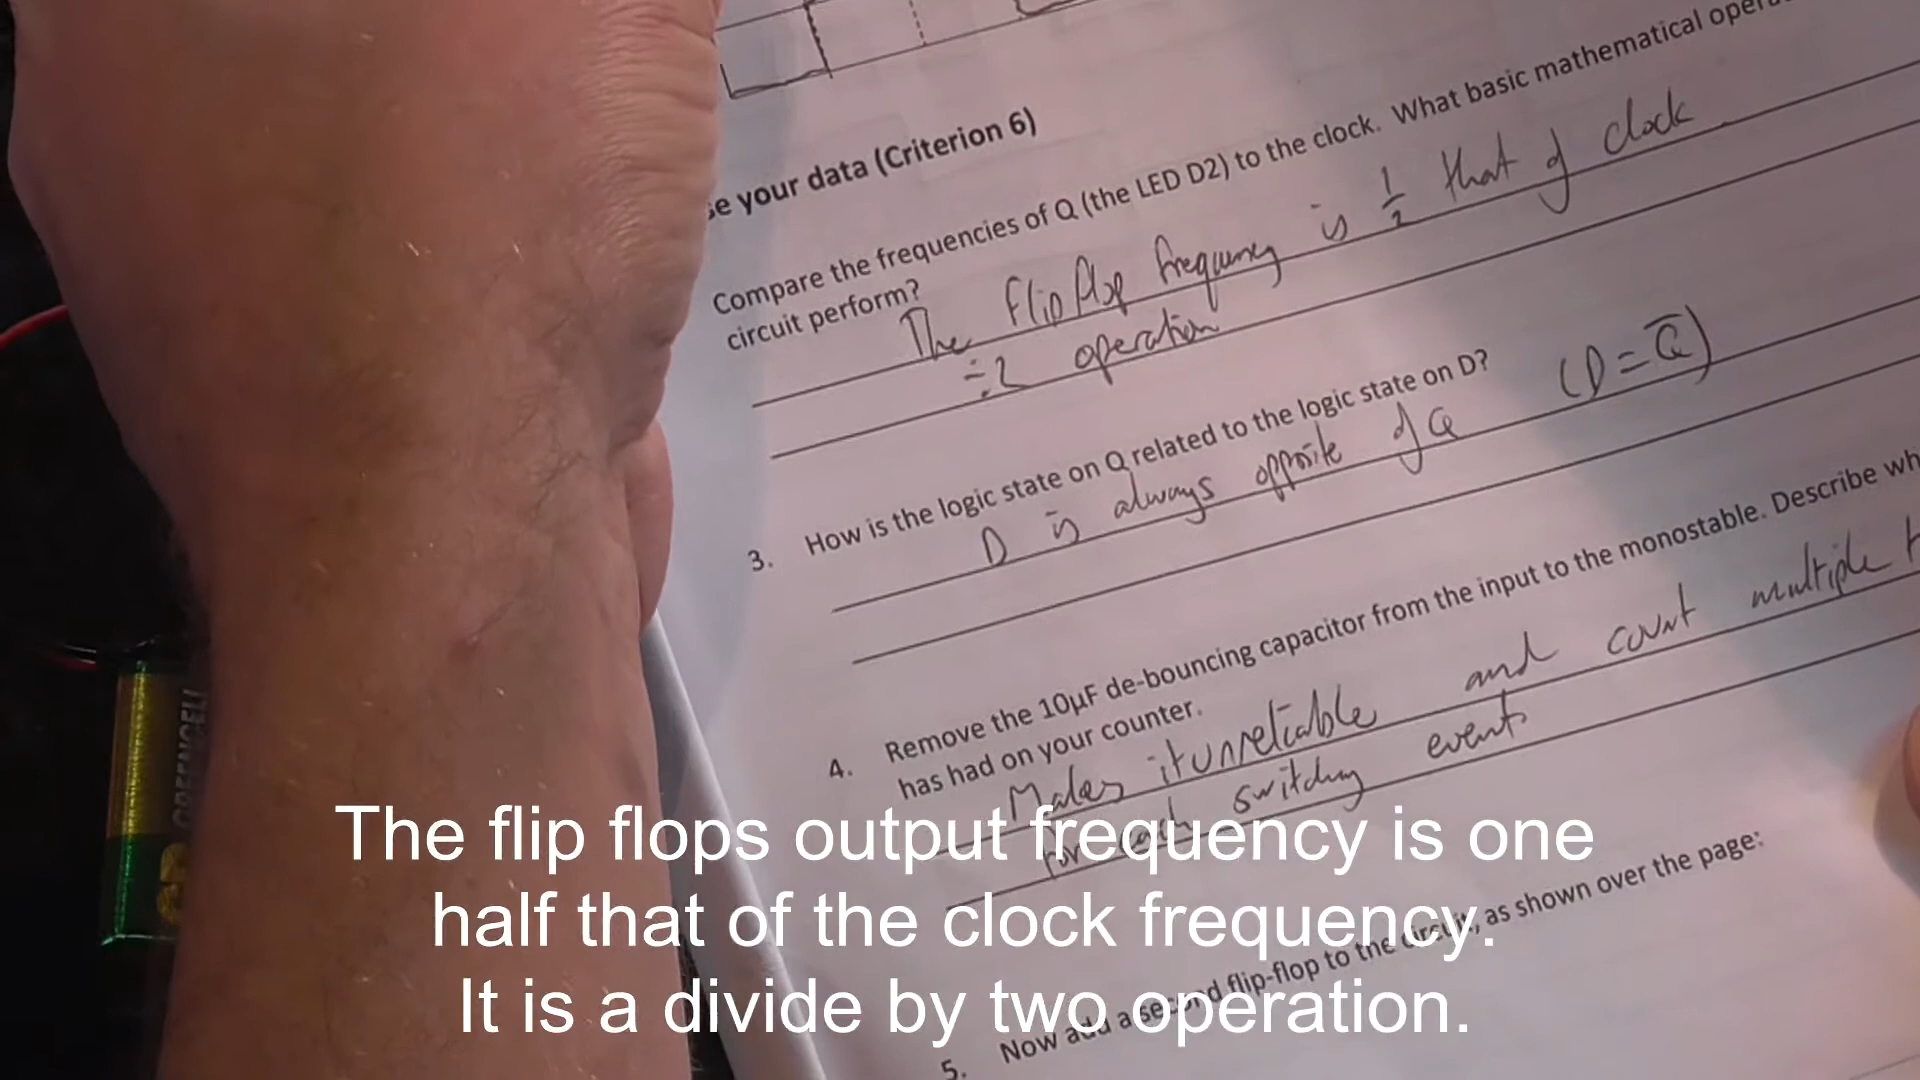 se your data (Criterion 6)
Compare the frequencies of Q (the LED D2) to the clock. What basic mathematical
circuit perform?
The flip flop frequency is 1/2 that of clock
÷2 operation
3. How is the logic state on Q related to the logic state on D?
D is always opposite of Q (D = Q̅)
4. Remove the 10µF de-bouncing capacitor from the input to the monostable. Describe
has had on your counter.
Makes it unreliable and count multiple
for each switching event
5. Now add a second flip-flop to the circuit, as shown over the page:
GREENCELL
The flip flops output frequency is one
half that of the clock frequency.
It is a divide by two operation.